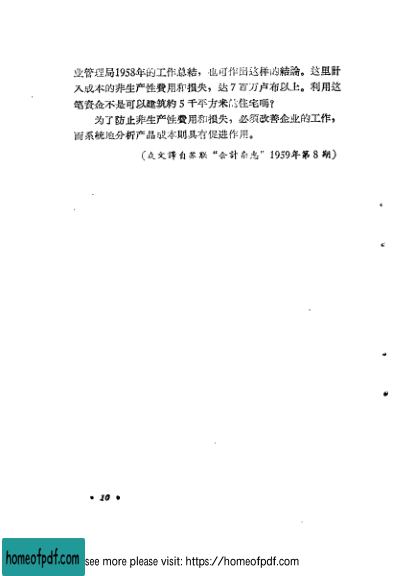 业管理局1958年的工作总結，也可作出这样的結論。这里計
入成本的非生产性費用和損失，达7百万卢布以上。利用这
笔資金不是可以建筑約5千平方米的住宅嗎？
为了防止非生产性費用和損失，必須改善企业的工作，
而系統地分析产品成本則具有促进作用。
（炎文譯自苏联“会計杂志”1959年第8期）
• 10 •
homeofpdf.com
see more please visit: https://homeofpdf.com